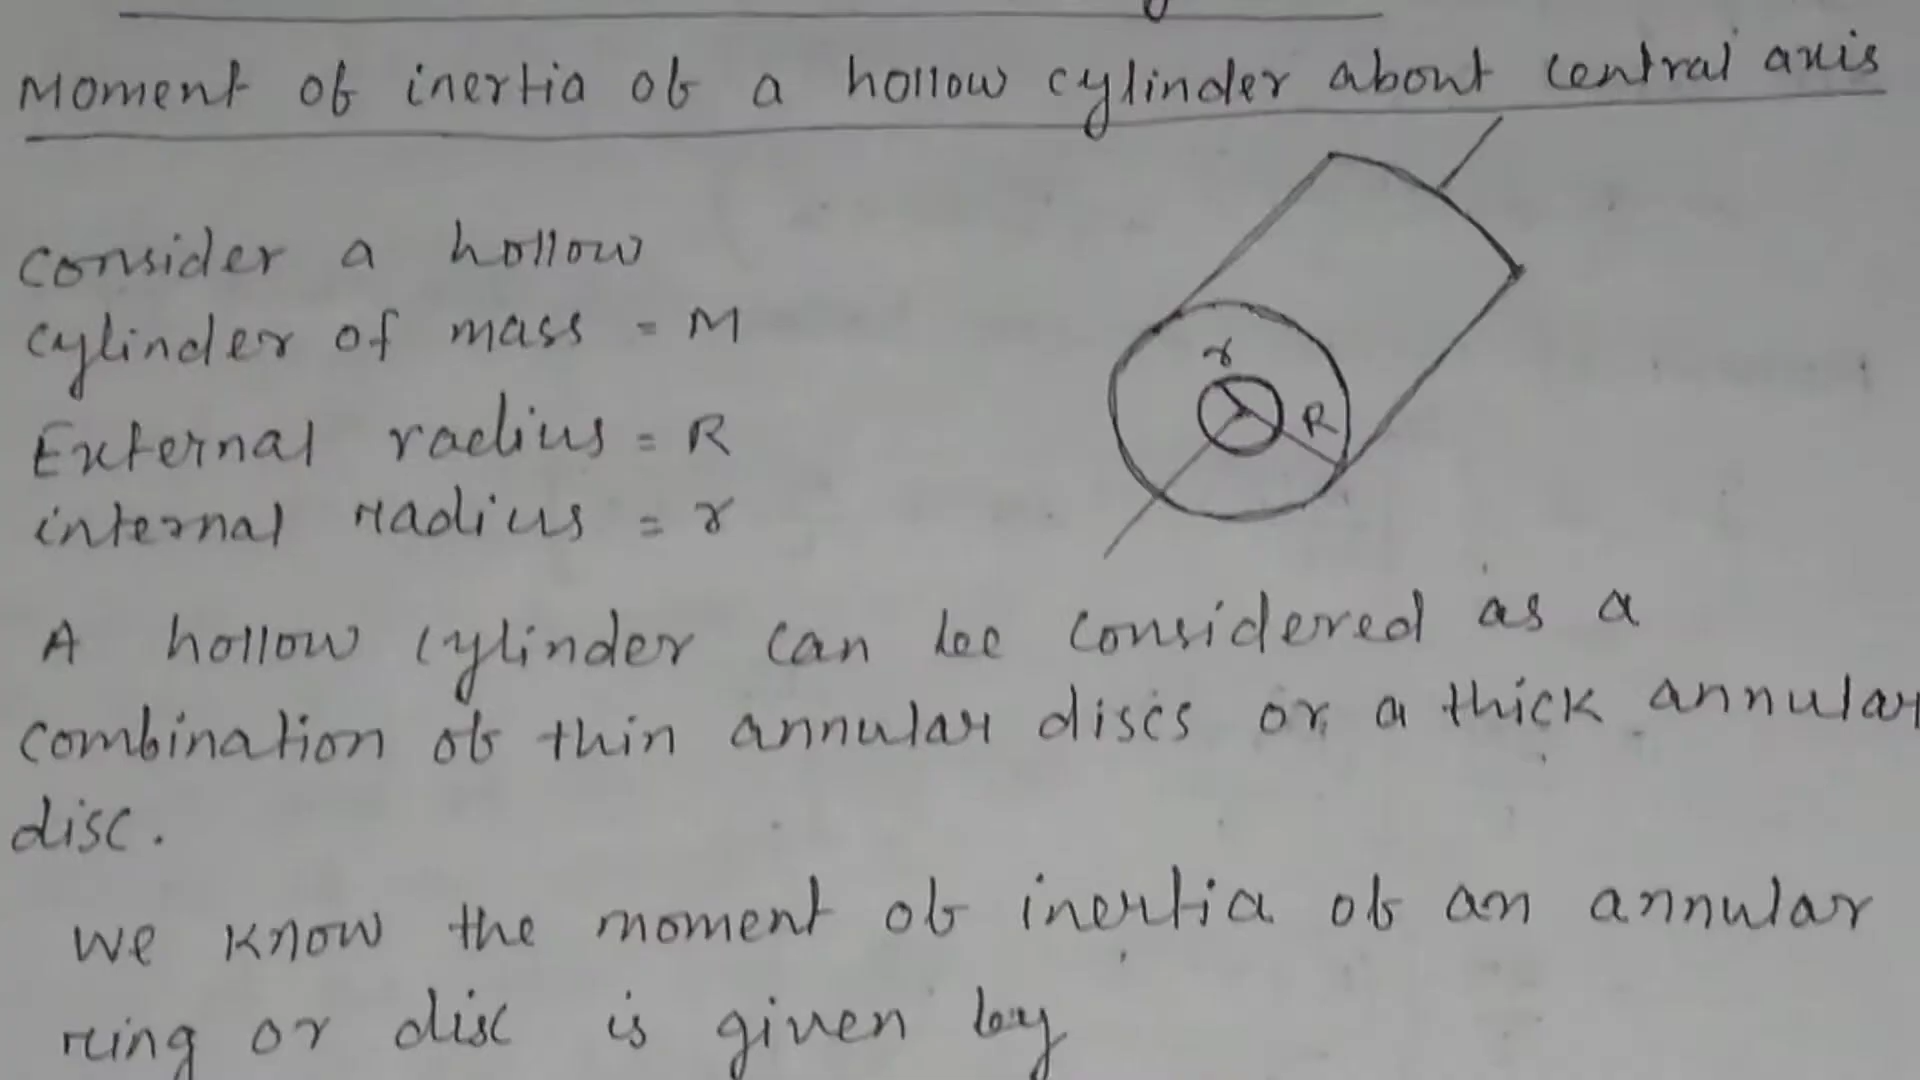 Moment of inertia of a hollow cylinder about central axis
consider a hollow
cylinder of mass = M
External radius = R
internal radius = r
r
R
A hollow cylinder can be considered as a
combination of thin annular discs or a thick annular
disc.
We know the moment of inertia of an annular
ring or disc is given by